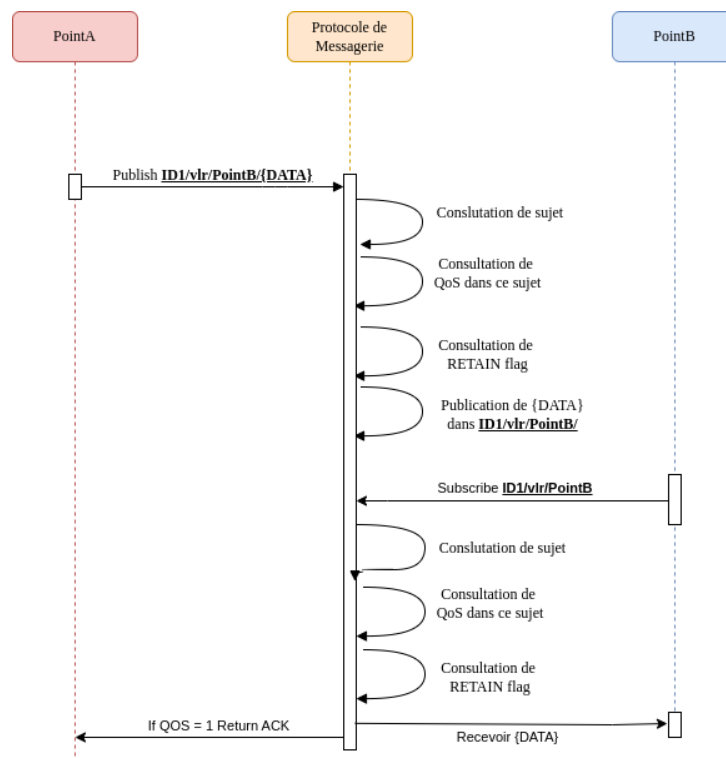 PointA
Protocole de
Messagerie
PointB
Publish ID1/vlr/PointB/{DATA}
Conslutation de sujet
Consultation de
QoS dans ce sujet
Consultation de
RETAIN flag
Publication de {DATA}
dans ID1/vlr/PointB/
Subscribe ID1/vlr/PointB
Conslutation de sujet
Consultation de
QoS dans ce sujet
Consultation de
RETAIN flag
If QOS = 1 Return ACK
Recevoir {DATA}